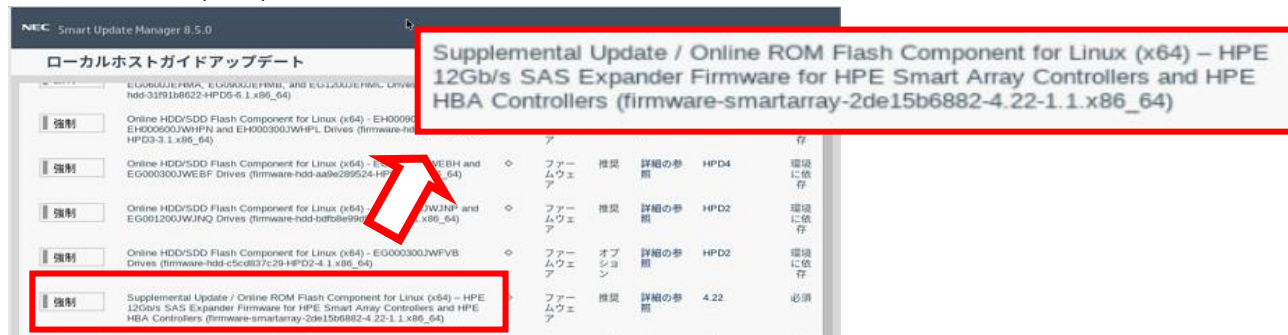 NEC Smart Update Manager 8.5.0
ローカルホストガイドアップデート
Supplemental Update / Online ROM Flash Component for Linux (x64) – HPE
12Gb/s SAS Expander Firmware for HPE Smart Array Controllers and HPE
HBA Controllers (firmware-smartarray-2de15b6882-4.22-1.1.x86_64)
EG0600JEHMA, EG0900JEHMB, and EG1200JEHMC Drives
hdd-31f91b8622-HPD5-6.1.x86_64)
強制
Online HDD/SDD Flash Component for Linux (x64) -
EH000600JWHPN and EH000300JWHPL Drives
HPD3-3.1.x86_64)
ア
存
強制
Online HDD/SDD Flash Component for Linux (x64) - WEBH and
EG000300JWEBF Drives (firmware-hdd-aa9e289524-
ファー
ムウェ
ア
推奨
詳細の参
照
HPD4
環境
に依
存
強制
Online HDD/SDD Flash Component for Linux (x64) - JWJNP and
EG001200JWJNQ Drives
ファー
ムウェ
ア
推奨
詳細の参
照
HPD2
環境
に依
存
強制
Online HDD/SDD Flash Component for Linux (x64) - EG000300JWFVB
Drives (firmware-hdd-c5cd837c29-HPD2-4.1.x86_64)
ファー
ムウェ
ア
オプ
ショ
ン
詳細の参
照
HPD2
環境
に依
存
強制
Supplemental Update / Online ROM Flash Component for Linux (x64) – HPE
12Gb/s SAS Expander Firmware for HPE Smart Array Controllers and HPE
HBA Controllers (firmware-smartarray-2de15b6882-4.22-1.1.x86_64)
ファー
ムウェ
ア
推奨
詳細の参
照
4.22
必須